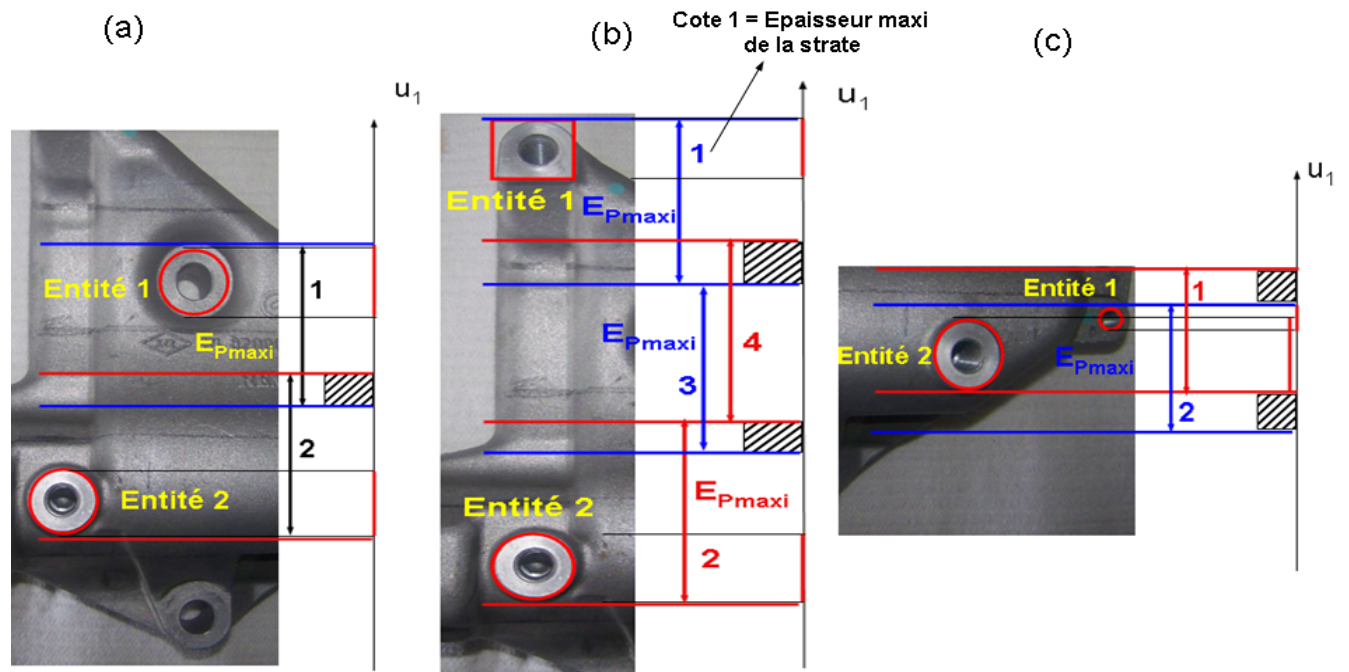 (a)
u1
Entité 1
1
EPmaxi
2
Entité 2
(b)
Cote 1 = Epaisseur maxi
de la strate
u1
1
Entité 1
EPmaxi
EPmaxi
4
3
Entité 2
EPmaxi
2
(c)
u1
Entité 1
1
Entité 2
EPmaxi
2